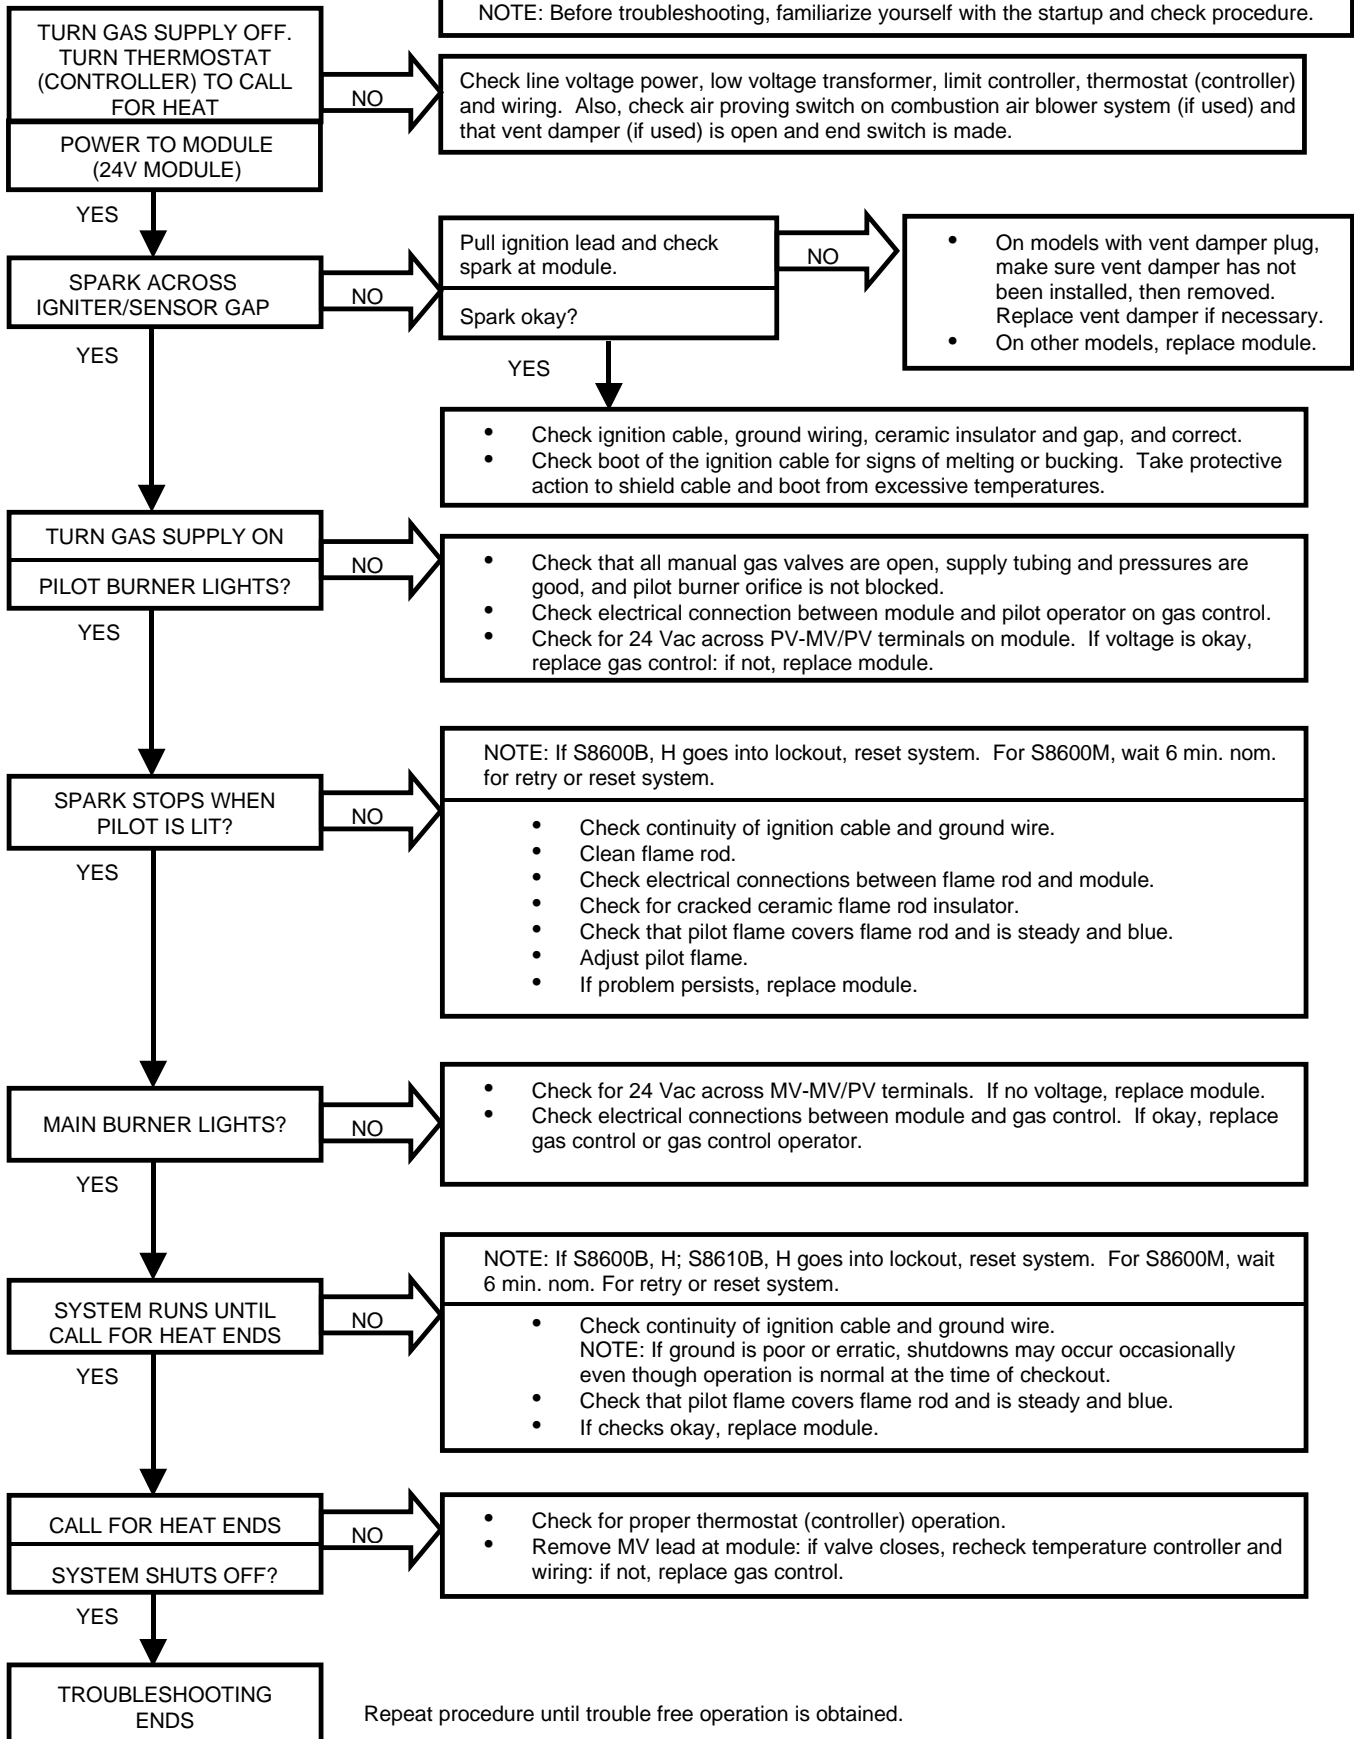 NOTE: Before troubleshooting, familiarize yourself with the startup and check procedure.
TURN GAS SUPPLY OFF.
TURN THERMOSTAT
(CONTROLLER) TO CALL
FOR HEAT
POWER TO MODULE
(24V MODULE)
NO
Check line voltage power, low voltage transformer, limit controller, thermostat (controller)
and wiring. Also, check air proving switch on combustion air blower system (if used) and
that vent damper (if used) is open and end switch is made.
YES
SPARK ACROSS
IGNITER/SENSOR GAP
NO
Pull ignition lead and check
spark at module.
Spark okay?
NO
• On models with vent damper plug,
make sure vent damper has not
been installed, then removed.
Replace vent damper if necessary.
• On other models, replace module.
YES
• Check ignition cable, ground wiring, ceramic insulator and gap, and correct.
• Check boot of the ignition cable for signs of melting or bucking. Take protective
action to shield cable and boot from excessive temperatures.
YES
TURN GAS SUPPLY ON
PILOT BURNER LIGHTS?
NO
• Check that all manual gas valves are open, supply tubing and pressures are
good, and pilot burner orifice is not blocked.
• Check electrical connection between module and pilot operator on gas control.
• Check for 24 Vac across PV-MV/PV terminals on module. If voltage is okay,
replace gas control: if not, replace module.
YES
SPARK STOPS WHEN
PILOT IS LIT?
NO
NOTE: If S8600B, H goes into lockout, reset system. For S8600M, wait 6 min. nom.
for retry or reset system.
• Check continuity of ignition cable and ground wire.
• Clean flame rod.
• Check electrical connections between flame rod and module.
• Check for cracked ceramic flame rod insulator.
• Check that pilot flame covers flame rod and is steady and blue.
• Adjust pilot flame.
• If problem persists, replace module.
YES
MAIN BURNER LIGHTS?
NO
• Check for 24 Vac across MV-MV/PV terminals. If no voltage, replace module.
• Check electrical connections between module and gas control. If okay, replace
gas control or gas control operator.
YES
SYSTEM RUNS UNTIL
CALL FOR HEAT ENDS
NO
NOTE: If S8600B, H; S8610B, H goes into lockout, reset system. For S8600M, wait
6 min. nom. For retry or reset system.
• Check continuity of ignition cable and ground wire.
NOTE: If ground is poor or erratic, shutdowns may occur occasionally
even though operation is normal at the time of checkout.
• Check that pilot flame covers flame rod and is steady and blue.
• If checks okay, replace module.
YES
CALL FOR HEAT ENDS
SYSTEM SHUTS OFF?
NO
• Check for proper thermostat (controller) operation.
• Remove MV lead at module: if valve closes, recheck temperature controller and
wiring: if not, replace gas control.
YES
TROUBLESHOOTING
ENDS
Repeat procedure until trouble free operation is obtained.